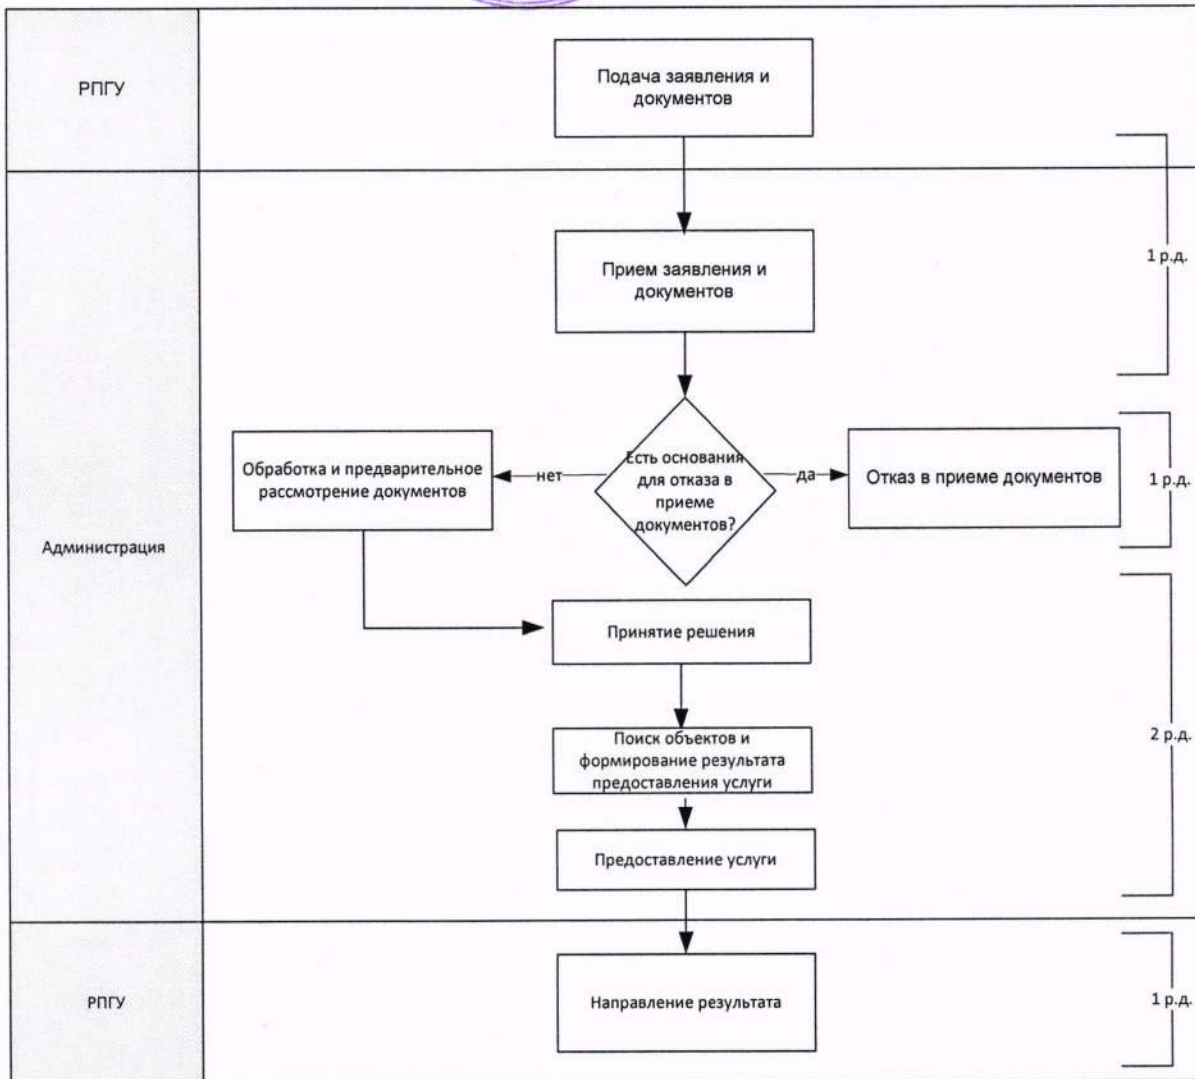 РПГУ
Подача заявления и
документов
Прием заявления и
документов
1 р.д.
Администрация
Обработка и предварительное
рассмотрение документов
нет
Есть основания
для отказа в
приеме
документов?
да
Отказ в приеме документов
1 р.д.
Принятие решения
Поиск объектов и
формирование результата
предоставления услуги
Предоставление услуги
2 р.д.
РПГУ
Направление результата
1 р.д.